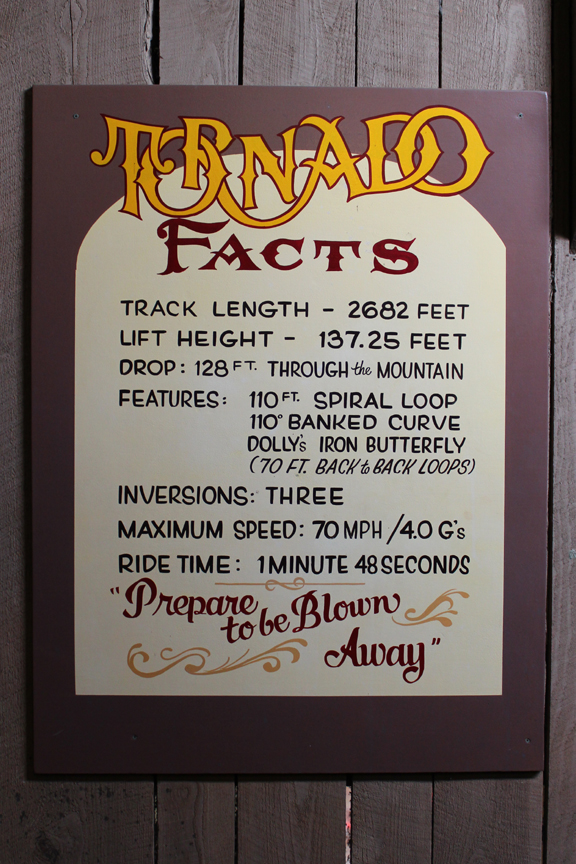 TORNADO
FACTS
TRACK LENGTH - 2682 FEET
LIFT HEIGHT - 137.25 FEET
DROP: 128 FT. THROUGH the MOUNTAIN
FEATURES: 110 FT. SPIRAL LOOP
110° BANKED CURVE
DOLLY'S IRON BUTTERFLY
(70 FT. BACK to BACK LOOPS)
INVERSIONS: THREE
MAXIMUM SPEED: 70 MPH /4.0 G's
RIDE TIME: 1 MINUTE 48 SECONDS
"Prepare
to be Blown
Away"